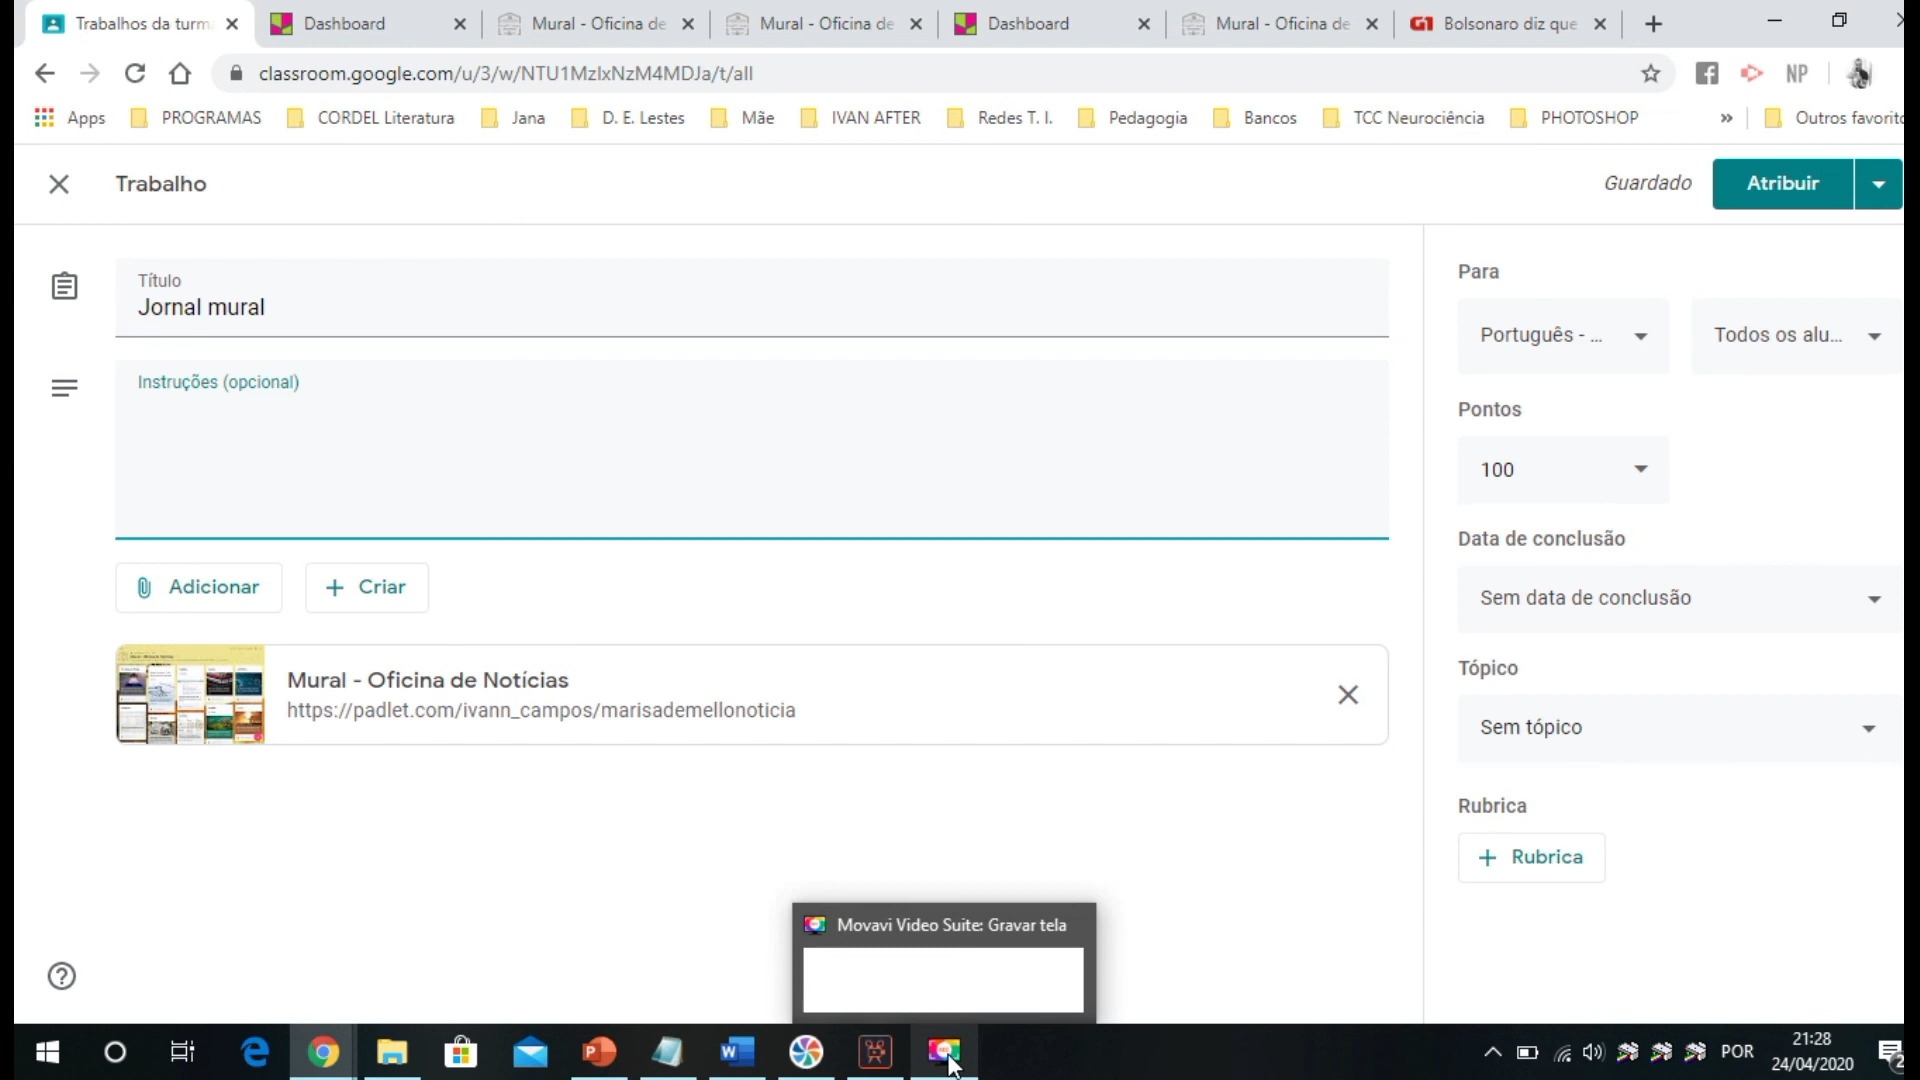 Trabalhos da turm
Dashboard
Mural - Oficina de
Mural - Oficina de
Dashboard
Mural - Oficina de
G1
Bolsonaro diz que
classroom.google.com/u/3/w/NTU1MzIxNzM4MDJa/t/all
NP
Apps
PROGRAMAS
CORDEL Literatura
Jana
D. E. Lestes
Mãe
IVAN AFTER
Redes T. I.
Pedagogia
Bancos
TCC Neurociência
PHOTOSHOP
»
Outros favorito
Trabalho
Guardado
Atribuir
Título
Jornal mural
Instruções (opcional)
Adicionar
Criar
Mural - Oficina de Notícias
https://padlet.com/ivann_campos/marisademellonoticia
Para
Português - ...
Todos os alu...
Pontos
100
Data de conclusão
Sem data de conclusão
Tópico
Sem tópico
Rubrica
Rubrica
Movavi Video Suite: Gravar tela
POR
21:28
24/04/2020
2